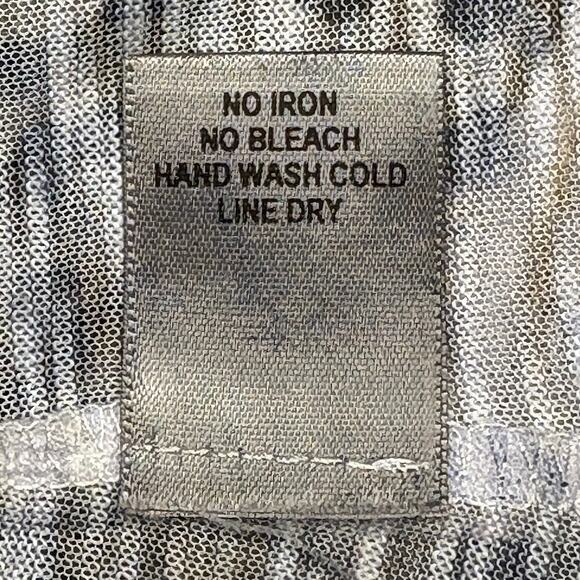 NO IRON
NO BLEACH
HAND WASH COLD
LINE DRY